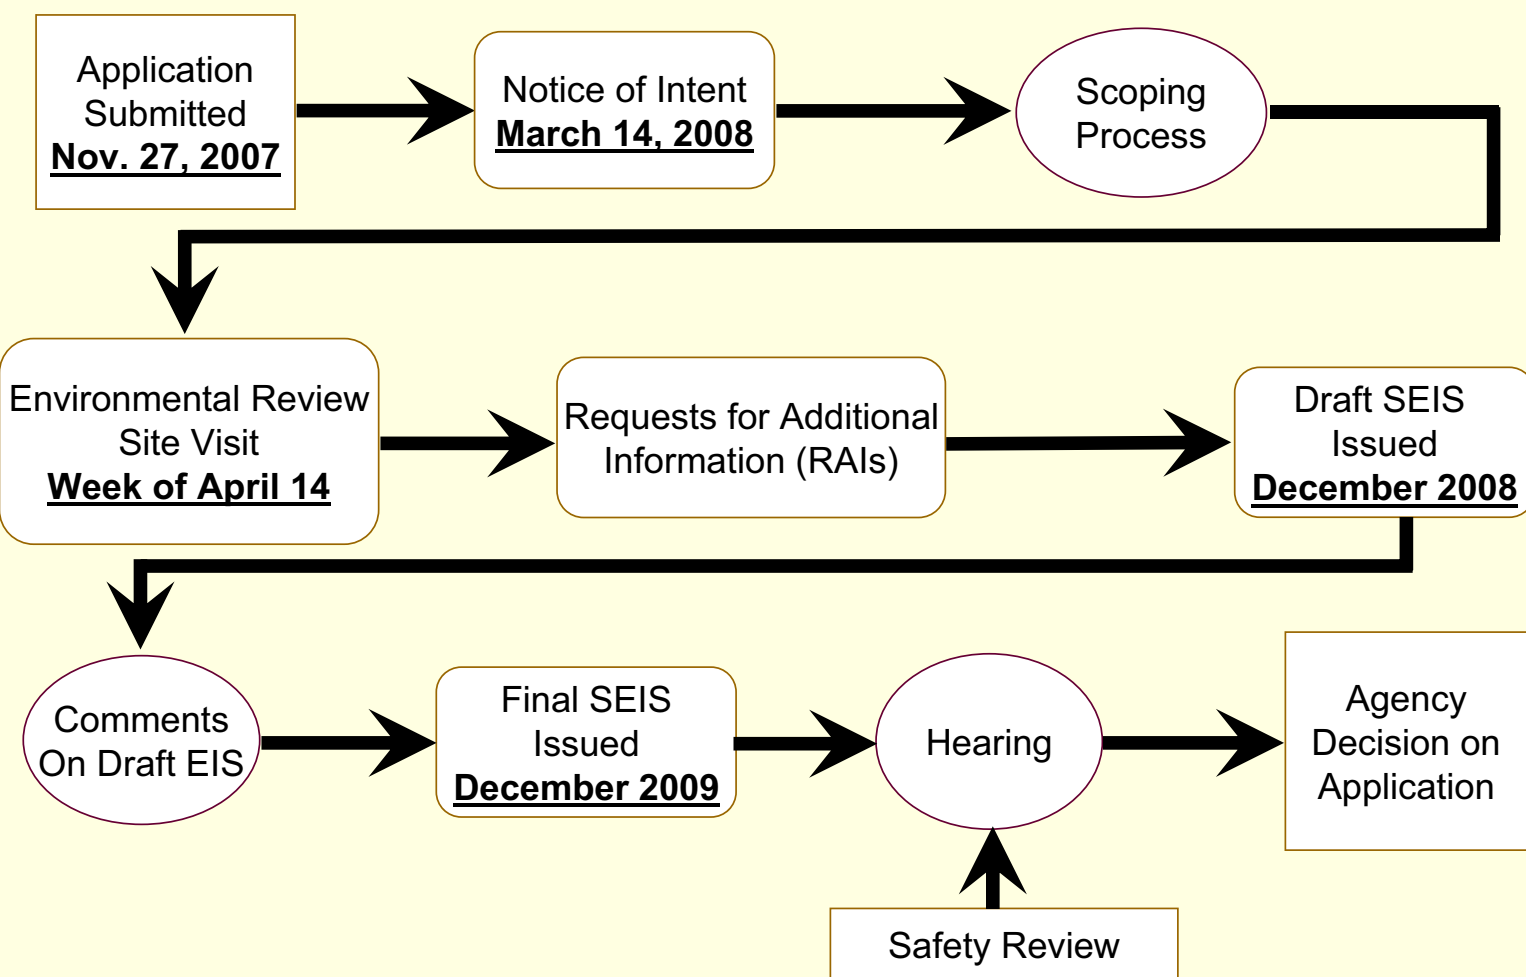 Application
Submitted
Nov. 27, 2007
Notice of Intent
March 14, 2008
Scoping
Process
Environmental Review
Site Visit
Week of April 14
Requests for Additional
Information (RAIs)
Draft SEIS
Issued
December 2008
Comments
On Draft EIS
Final SEIS
Issued
December 2009
Hearing
Agency
Decision on
Application
Safety Review